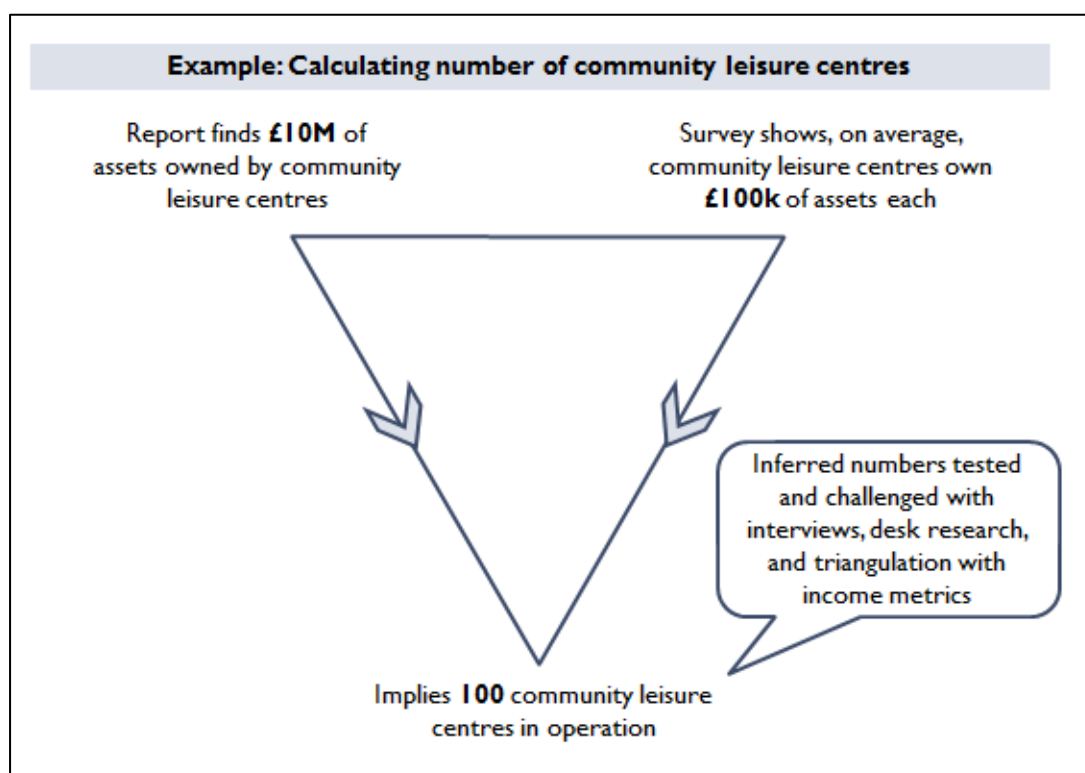 Example: Calculating number of community leisure centres
Report finds £10M of
assets owned by community
leisure centres
Survey shows, on average,
community leisure centres own
£100k of assets each
Inferred numbers tested
and challenged with
interviews, desk research,
and triangulation with
income metrics
Implies 100 community leisure
centres in operation